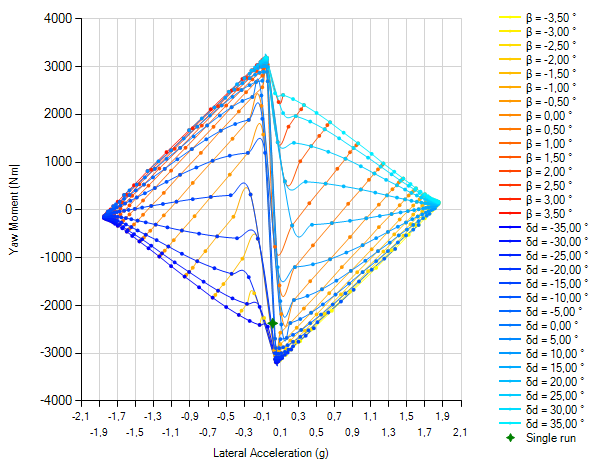 4000
3000
2000
1000
0
-1000
-2000
-3000
-4000
Yaw Moment (Nm|
-2,1 -1,7 -1,3 -0,9 -0,5 -0,1 0,3 0,7 1,1 1,5 1,9
-1,9 -1,5 -1,1 -0,7 -0,3 0,1 0,5 0,9 1,3 1,7 2,1
Lateral Acceleration (g)
β = -3,50 °
β = -3,00 °
β = -2,50 °
β = -2,00 °
β = -1,50 °
β = -1,00 °
β = -0,50 °
β = 0,00 °
β = 0,50 °
β = 1,00 °
β = 1,50 °
β = 2,00 °
β = 2,50 °
β = 3,00 °
β = 3,50 °
δd = -35,00 °
δd = -30,00 °
δd = -25,00 °
δd = -20,00 °
δd = -15,00 °
δd = -10,00 °
δd = -5,00 °
δd = 0,00 °
δd = 5,00 °
δd = 10,00 °
δd = 15,00 °
δd = 20,00 °
δd = 25,00 °
δd = 30,00 °
δd = 35,00 °
Single run